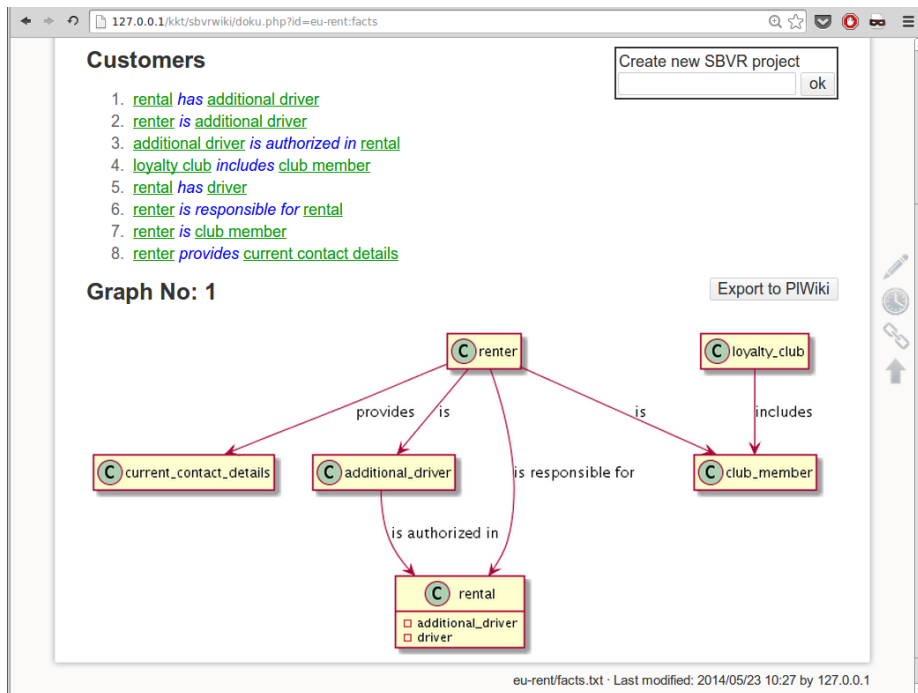 127.0.0.1/kkt/sbvrwiki/doku.php?id=eu-rent:facts
Customers
Create new SBVR project
ok
1. rental has additional driver
2. renter is additional driver
3. additional driver is authorized in rental
4. loyalty club includes club member
5. rental has driver
6. renter is responsible for rental
7. renter is club member
8. renter provides current contact details
Graph No: 1
Export to PlWiki
C renter
C loyalty_club
provides
is
is
includes
C current_contact_details
C additional_driver
is responsible for
C club_member
is authorized in
C rental
additional_driver
driver
eu-rent/facts.txt · Last modified: 2014/05/23 10:27 by 127.0.0.1